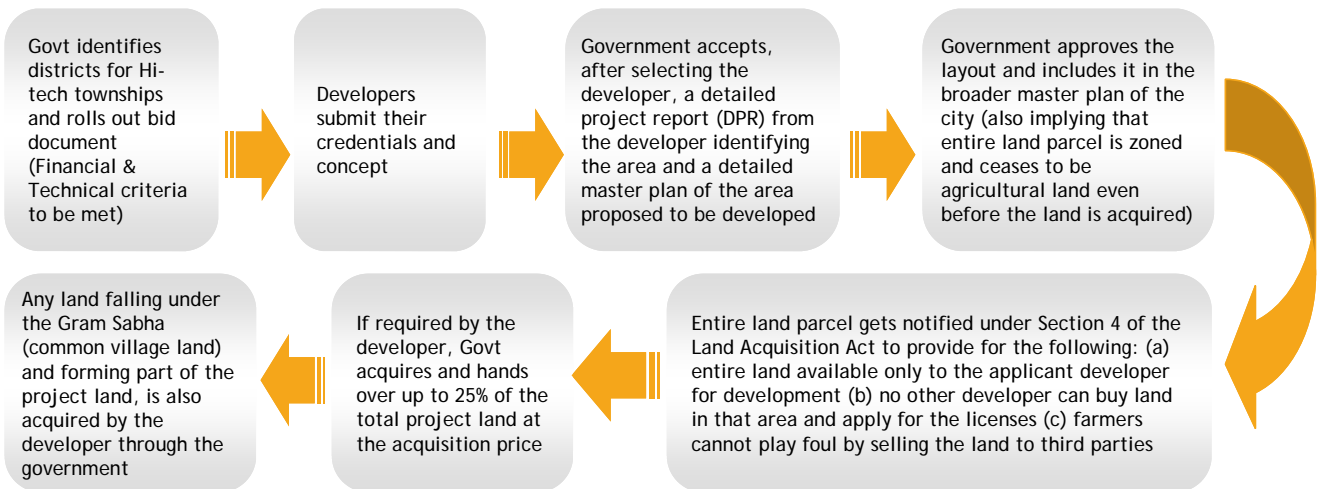 Govt identifies
districts for Hi-
tech townships
and rolls out bid
document
(Financial &
Technical criteria
to be met)
Developers
submit their
credentials and
concept
Government accepts,
after selecting the
developer, a detailed
project report (DPR) from
the developer identifying
the area and a detailed
master plan of the area
proposed to be developed
Government approves the
layout and includes it in the
broader master plan of the
city (also implying that
entire land parcel is zoned
and ceases to be
agricultural land even
before the land is acquired)
Entire land parcel gets notified under Section 4 of the
Land Acquisition Act to provide for the following: (a)
entire land available only to the applicant developer
for development (b) no other developer can buy land
in that area and apply for the licenses (c) farmers
cannot play foul by selling the land to third parties
If required by the
developer, Govt
acquires and hands
over up to 25% of the
total project land at
the acquisition price
Any land falling under
the Gram Sabha
(common village land)
and forming part of the
project land, is also
acquired by the
developer through the
government